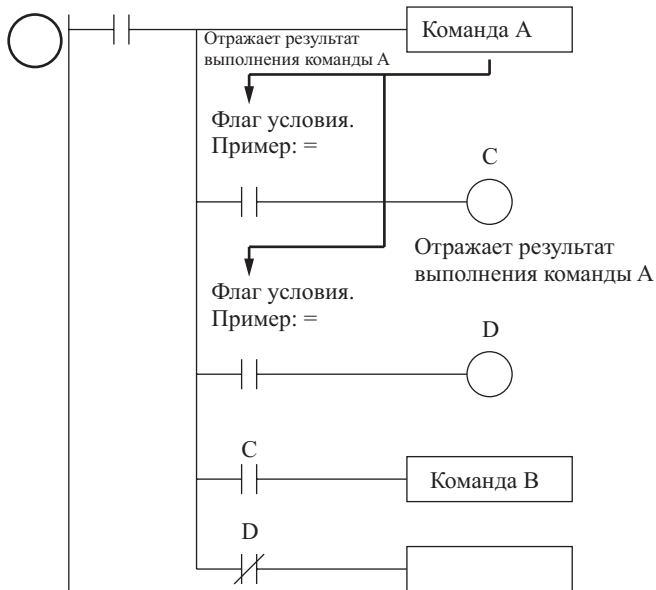 Команда А
Отражает результат
выполнения команды А
Флаг условия.
Пример: =
C
Отражает результат
выполнения команды А
Флаг условия.
Пример: =
D
C
Команда В
D